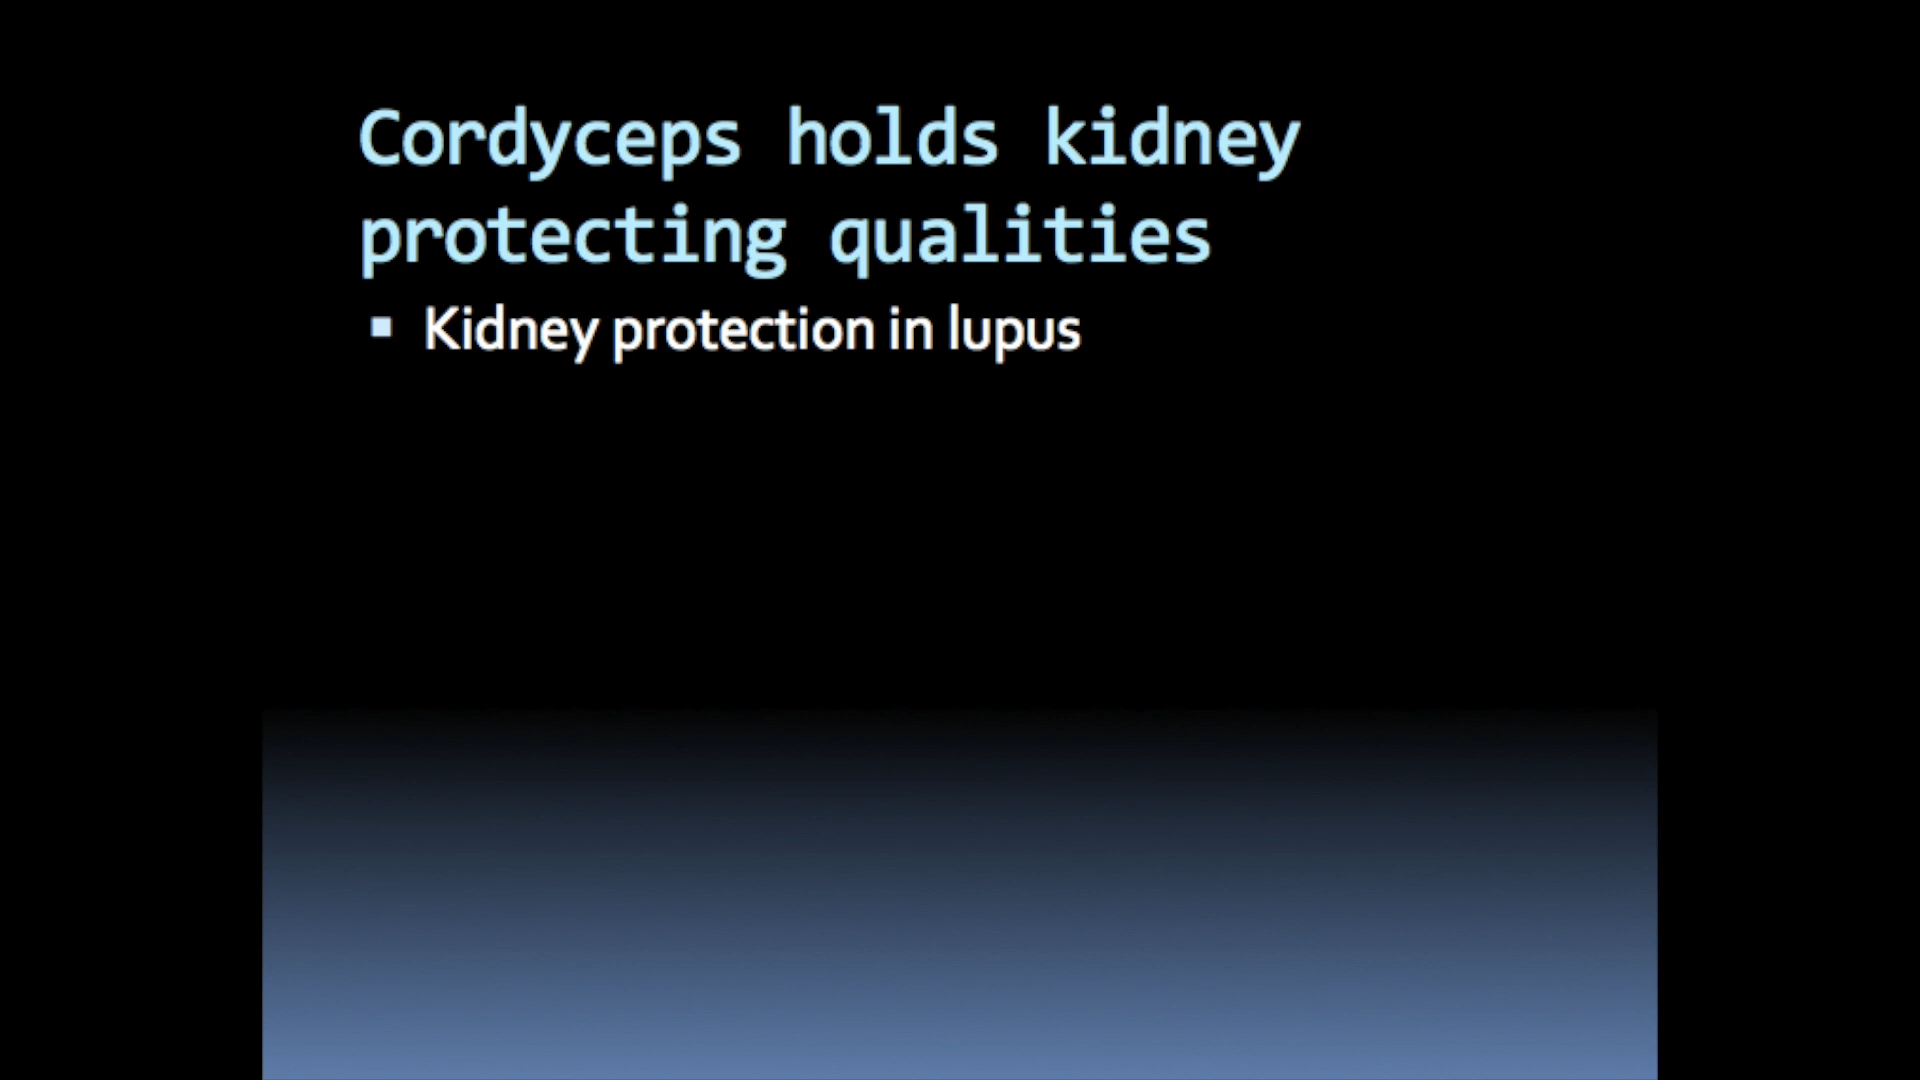 Cordyceps holds kidney
protecting qualities
▪ Kidney protection in lupus